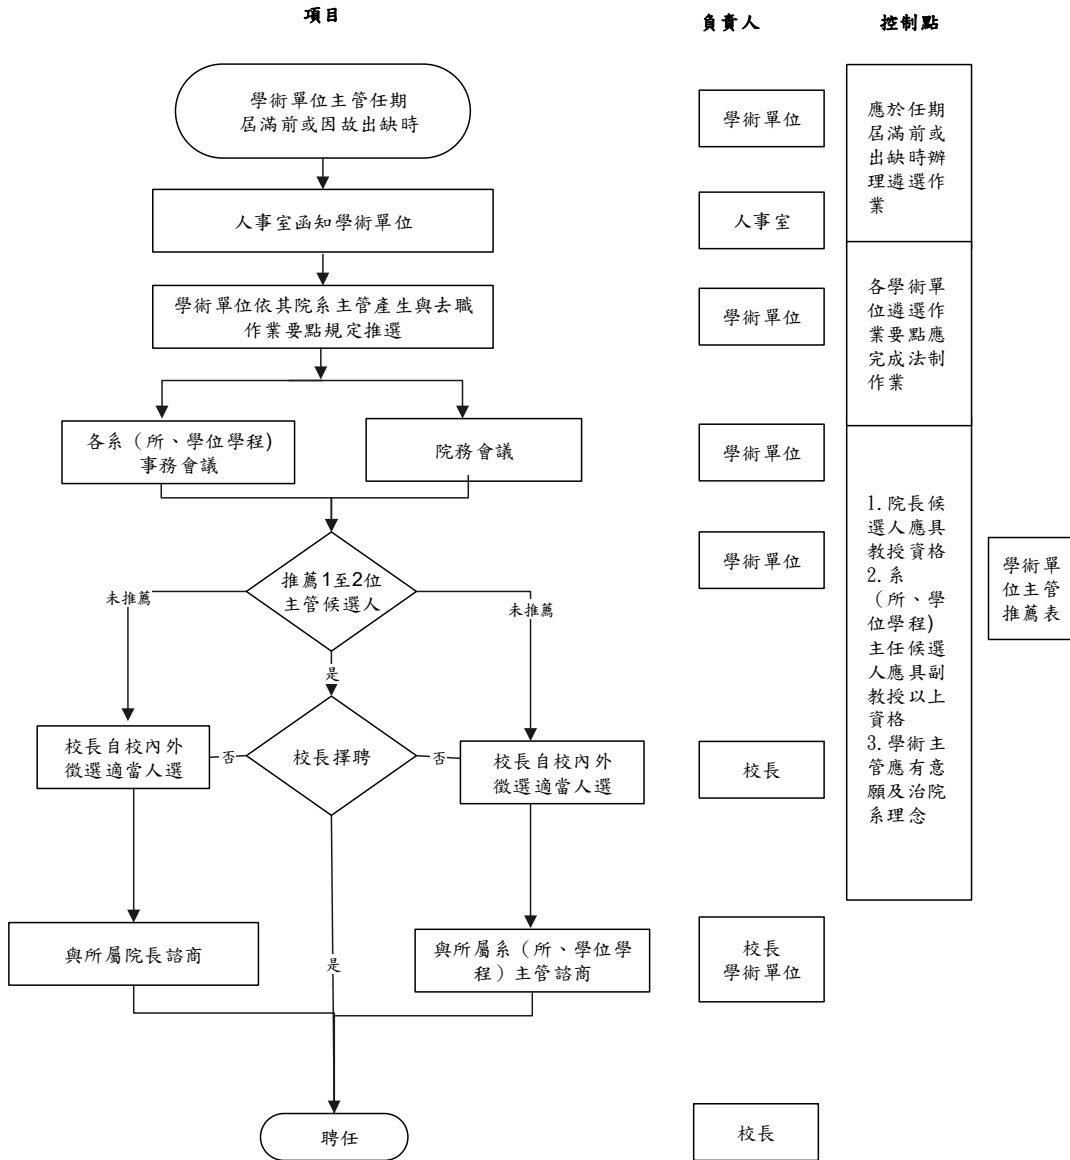 項目
負責人
控制點
學術單位主管任期
屆滿前或因故出缺時
學術單位
應於任期
屆滿前或
出缺時辦
理遴選作
業
人事室函知學術單位
人事室
學術單位依其院系主管產生與去職
作業要點規定推選
學術單位
各學術單
位遴選作
業要點應
完成法制
作業
各系（所、學位學程)
事務會議
院務會議
學術單位
推薦1至2位
主管候選人
未推薦
未推薦
是
學術單位
1.院長候
選人應具
教授資格
2.系
（所、學
位學程)
主任候選
人應具副
教授以上
資格
3.學術主
管應有意
願及治院
系理念
學術單
位主管
推薦表
校長自校內外
徵選適當人選
否
校長擇聘
否
校長自校內外
徵選適當人選
校長
與所屬院長諮商
是
與所屬系（所、學位學
程）主管諮商
校長
學術單位
聘任
校長